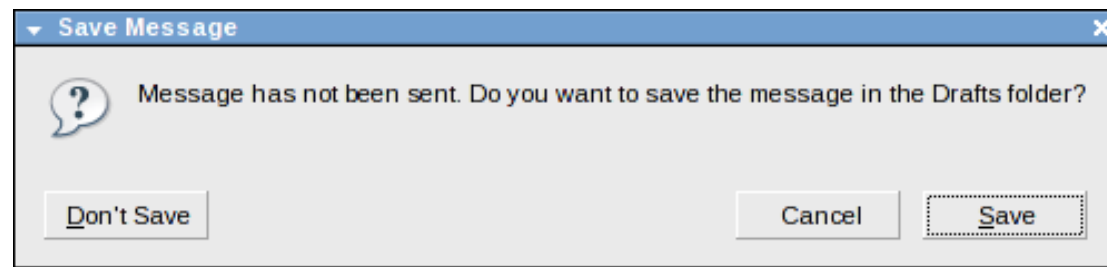 Save Message
Message has not been sent. Do you want to save the message in the Drafts folder?
Don't Save
Cancel
Save